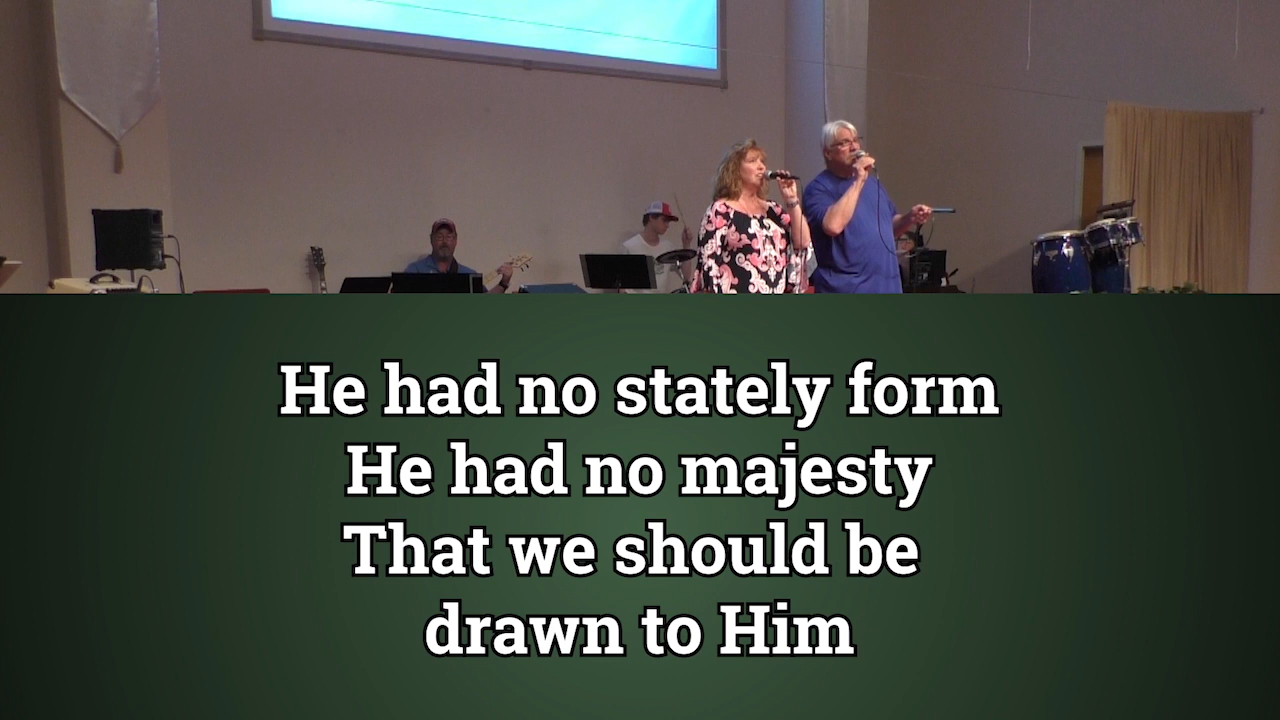 He had no stately form
He had no majesty
That we should be
drawn to Him